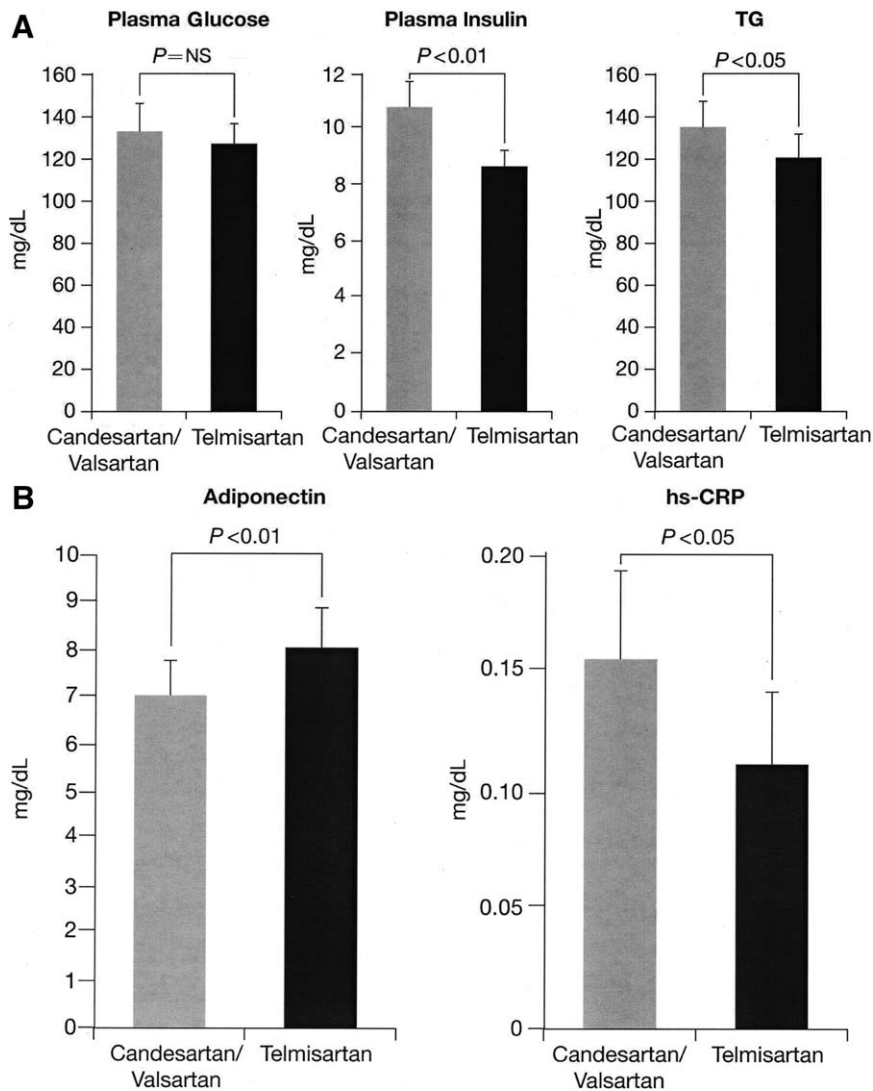 A
Plasma Glucose
P=NS
160
140
120
100
80
60
40
20
0
mg/dL
Candesartan/
Valsartan
Telmisartan
Plasma Insulin
P<0.01
12
10
8
6
4
2
0
mg/dL
Candesartan/
Valsartan
Telmisartan
TG
P<0.05
160
140
120
100
80
60
40
20
0
mg/dL
Candesartan/
Valsartan
Telmisartan
B
Adiponectin
P<0.01
10
9
8
7
6
5
4
3
2
1
0
mg/dL
Candesartan/
Valsartan
Telmisartan
hs-CRP
P<0.05
0.20
0.15
0.10
0.05
0
mg/dL
Candesartan/
Valsartan
Telmisartan